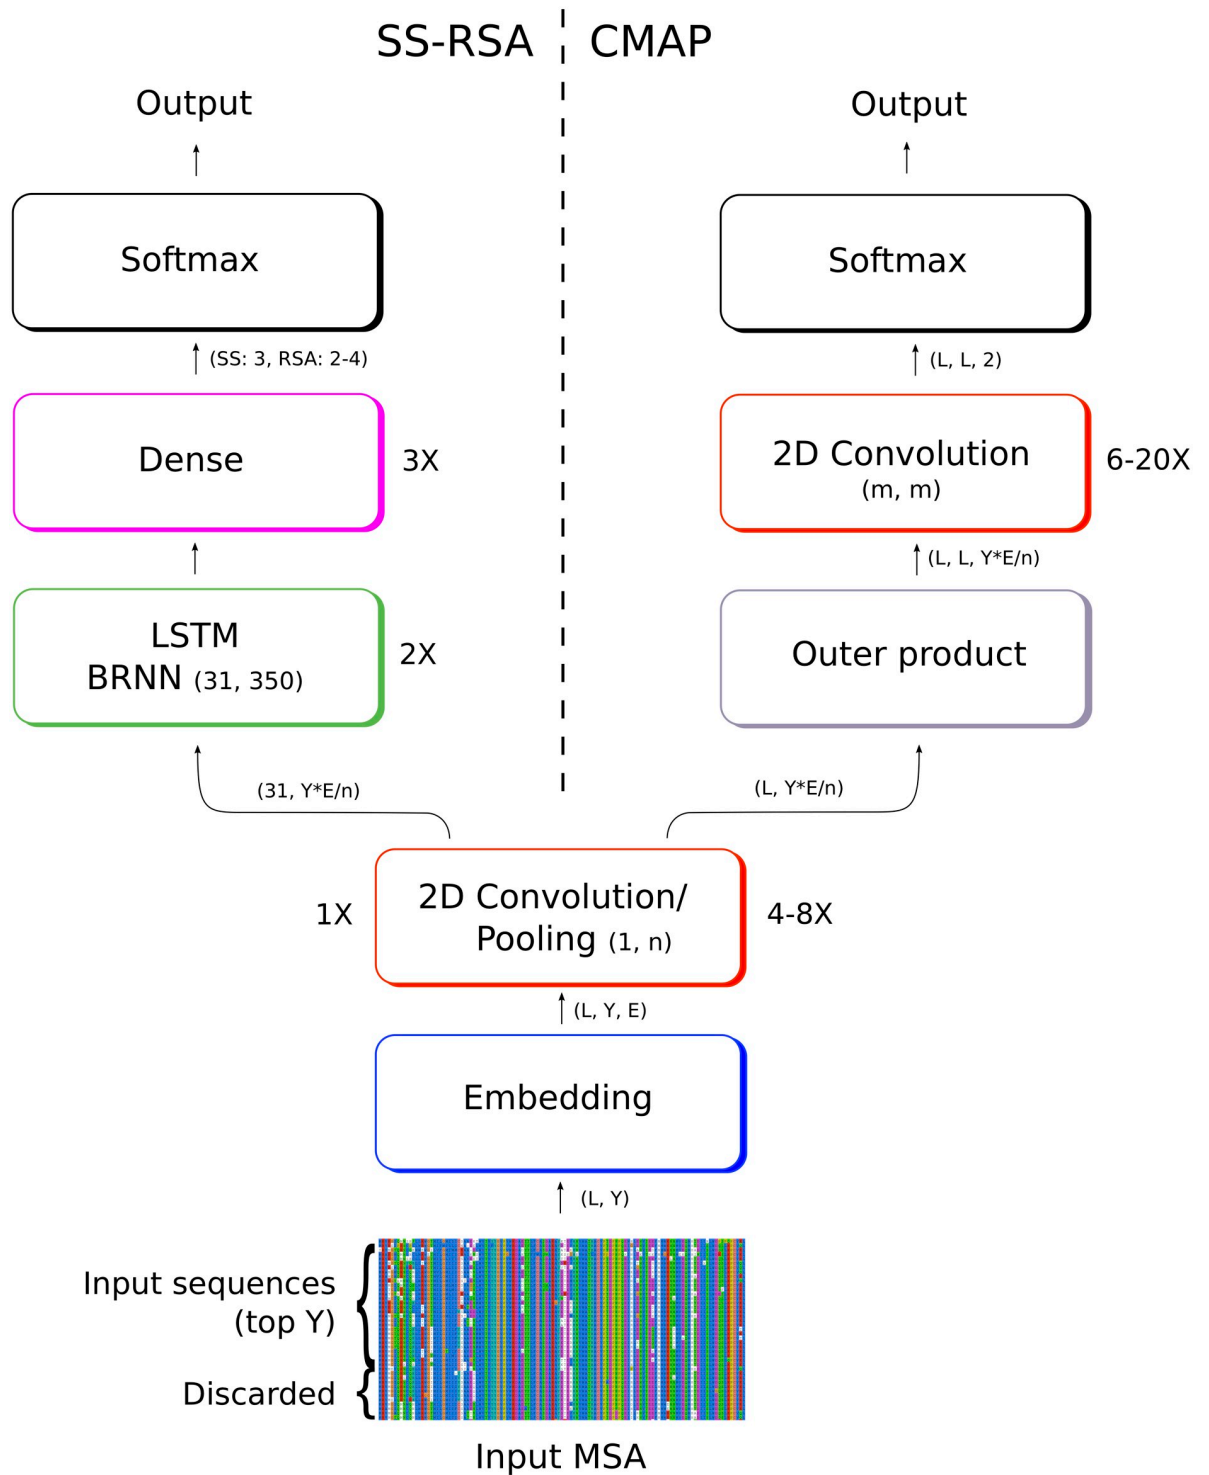 SS-RSA
CMAP
Output
Output
Softmax
Softmax
(SS: 3, RSA: 2-4)
(L, L, 2)
Dense
3X
2D Convolution
(m, m)
6-20X
(L, L, Y*E/n)
LSTM
BRNN (31, 350)
2X
Outer product
(31, Y*E/n)
(L, Y*E/n)
1X
2D Convolution/
Pooling (1, n)
4-8X
(L, Y, E)
Embedding
(L, Y)
Input sequences
(top Y)
Discarded
Input MSA